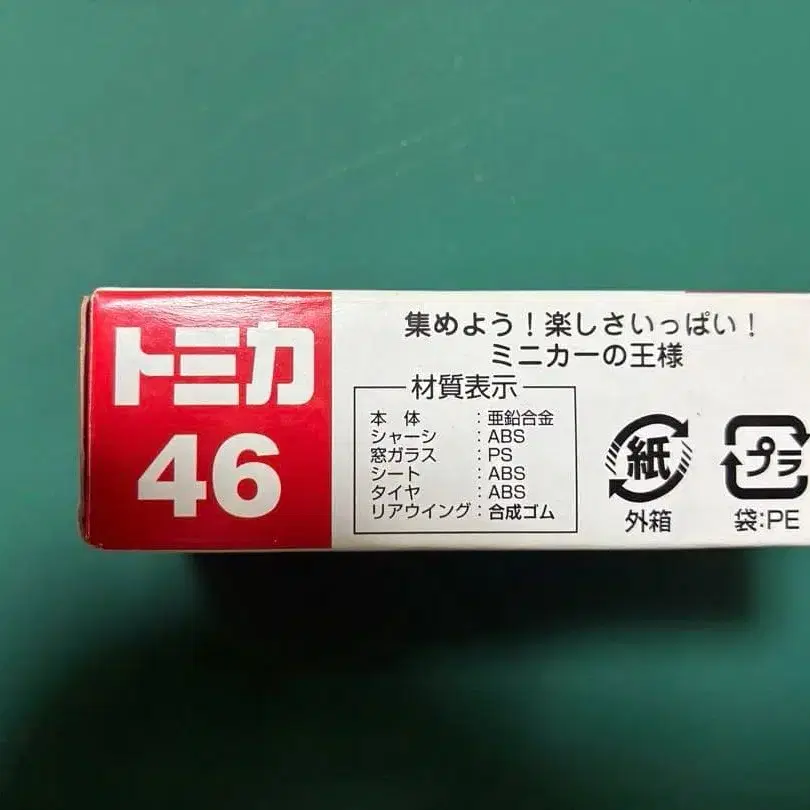 トミカ
46
集めよう！楽しさいっぱい！
ミニカーの王様
材質表示
本 体 ：亜鉛合金
シャーシ ：ABS
窓ガラス ：PS
シート ：ABS
タイヤ ：ABS
リアウイング：合成ゴム
紙
外箱
プラ
袋：PE